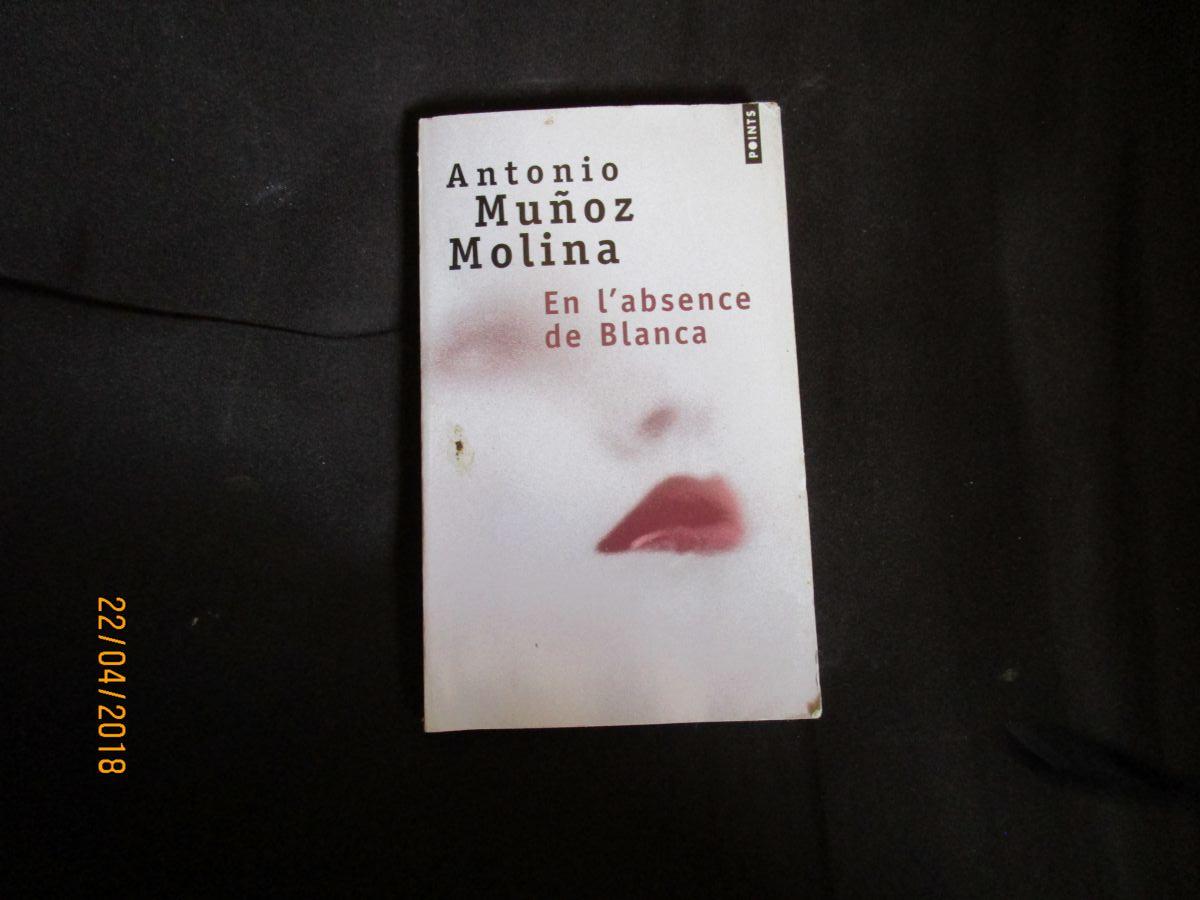 POINTS
Antonio
Muñoz
Molina
En l'absence
de Blanca
22/04/2018